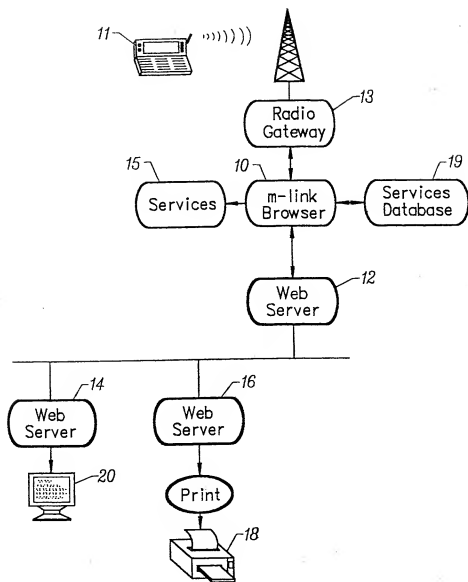 11
13
Radio
Gateway
15
10
19
Services
m-link
Browser
Services
Database
12
Web
Server
14
16
Web
Server
Web
Server
20
Print
18